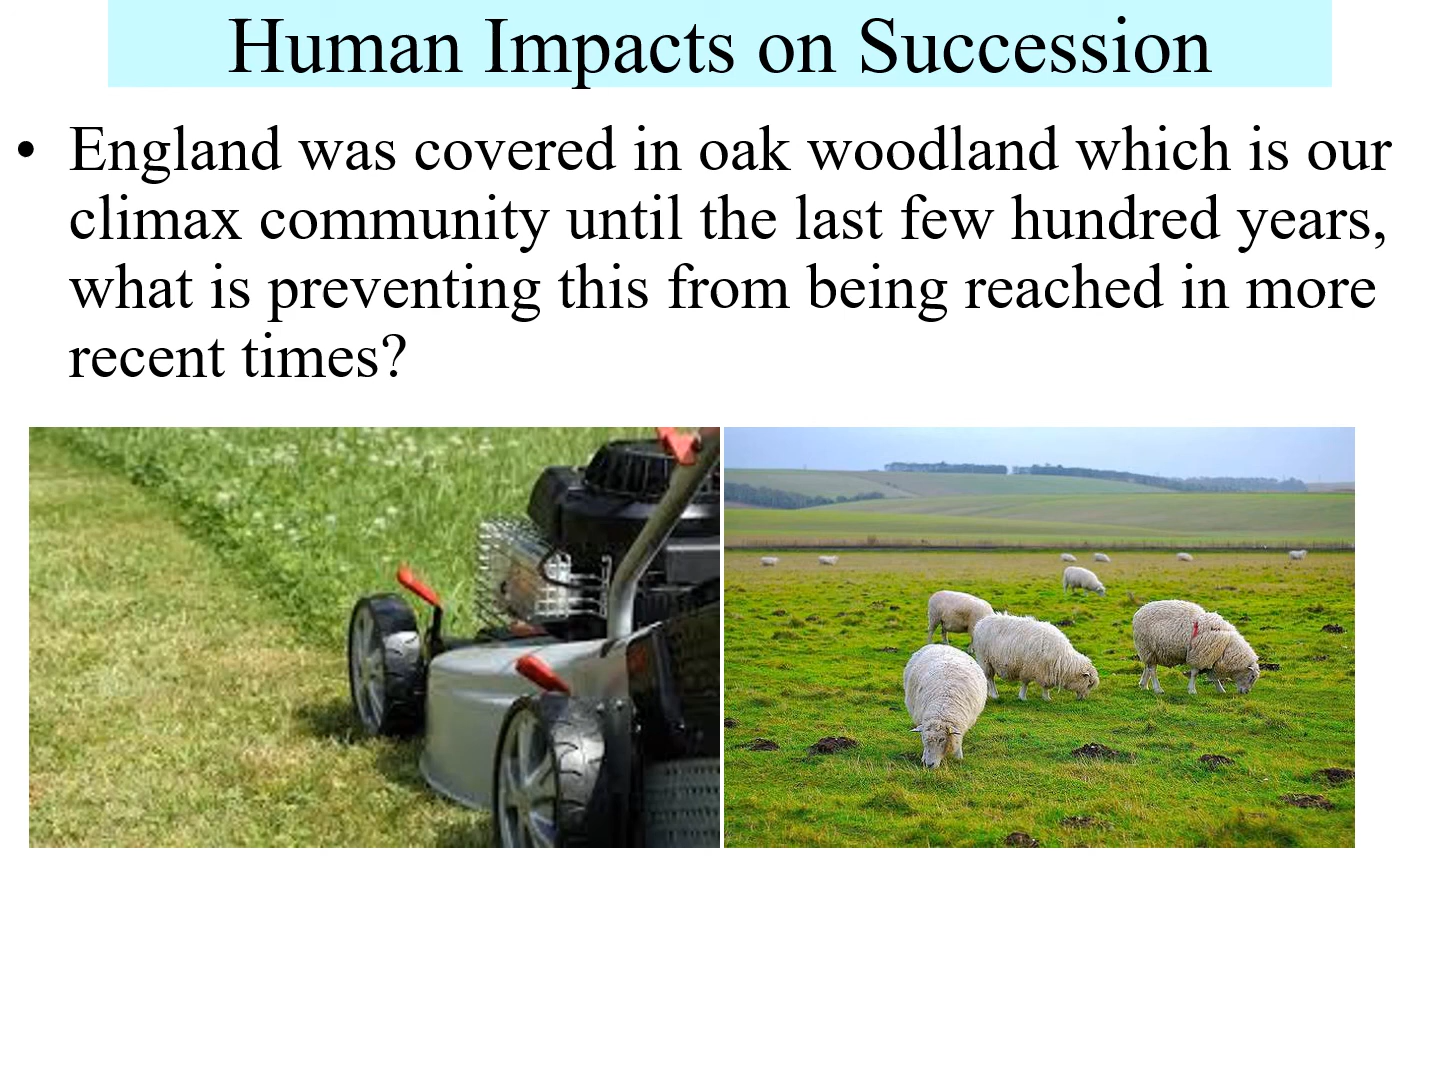 Human Impacts on Succession
• England was covered in oak woodland which is our
climax community until the last few hundred years,
what is preventing this from being reached in more
recent times?